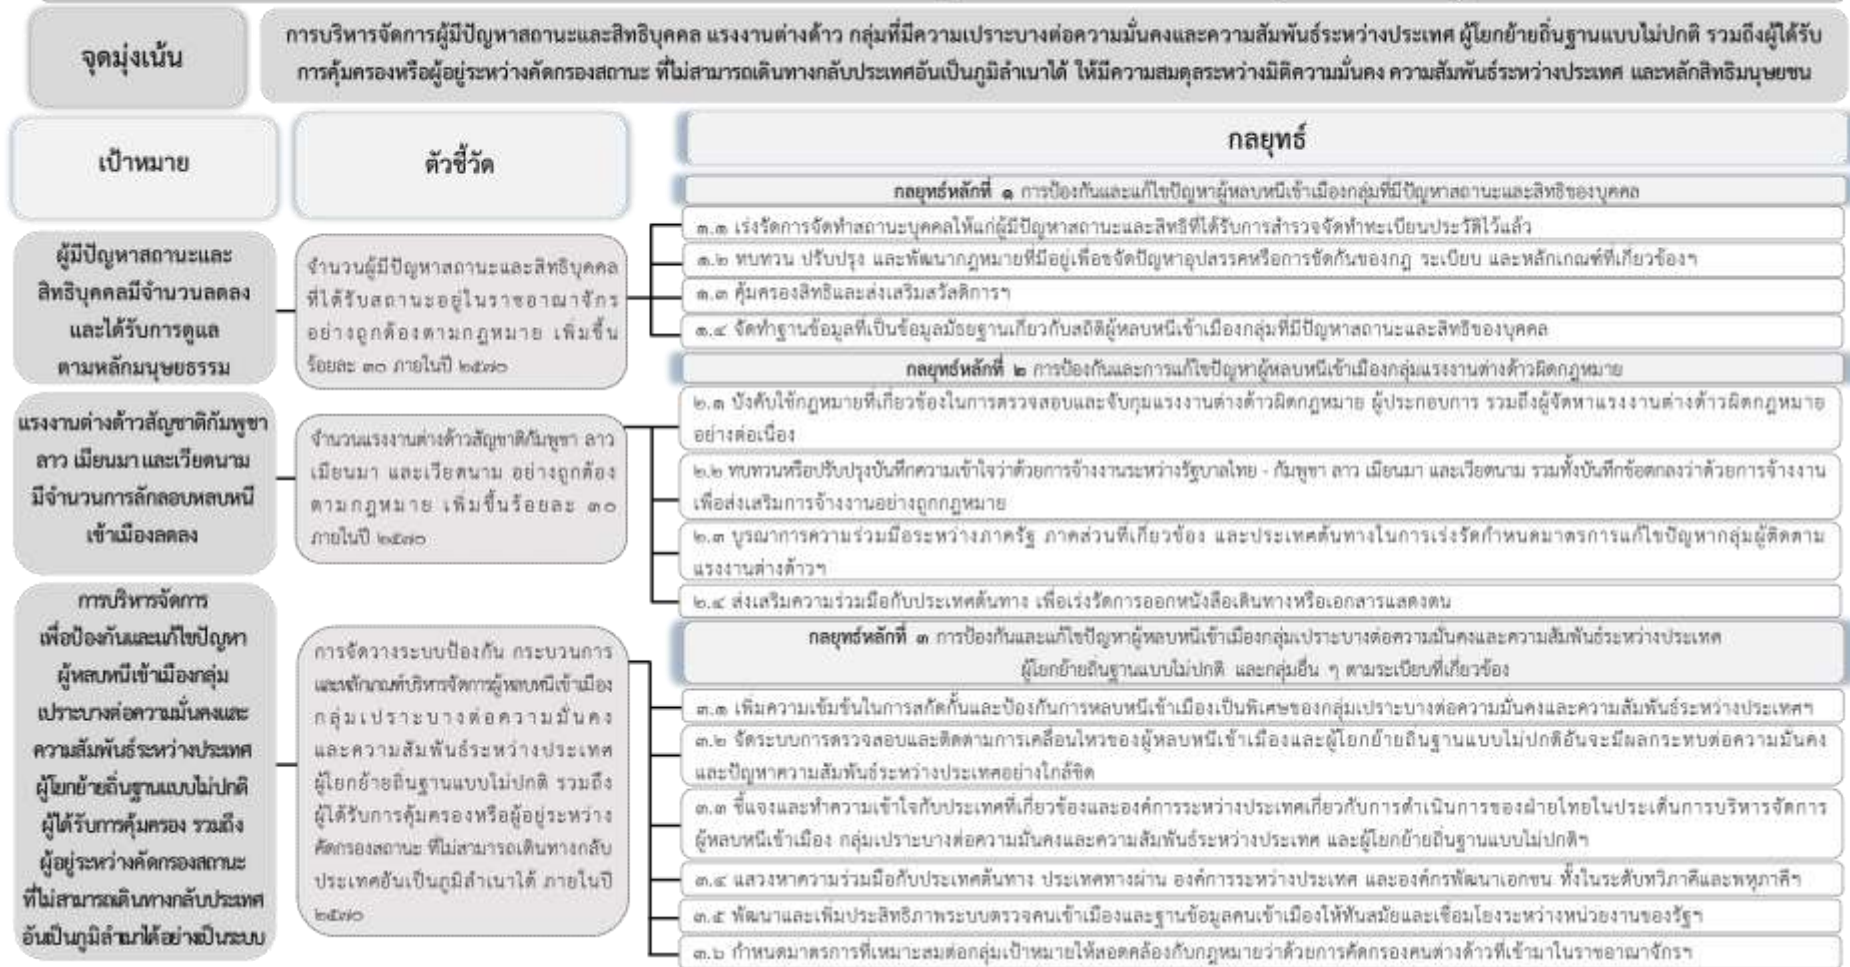 จุดมุ่งเน้น
การบริหารจัดการผู้มีปัญหาสถานะและสิทธิบุคคล แรงงานต่างด้าว กลุ่มที่มีความเปราะบางต่อความมั่นคงและความสัมพันธ์ระหว่างประเทศ ผู้โยกย้ายถิ่นฐานแบบไม่ปกติ รวมถึงผู้ได้รับ
การคุ้มครองหรือผู้อยู่ระหว่างคัดกรองสถานะ ที่ไม่สามารถเดินทางกลับประเทศอันเป็นภูมิลำเนาได้ ให้มีความสมดุลระหว่างมิติความมั่นคง ความสัมพันธ์ระหว่างประเทศ และหลักสิทธิมนุษยชน
เป้าหมาย
ตัวชี้วัด
กลยุทธ์
ผู้มีปัญหาสถานะและ
สิทธิบุคคลมีจำนวนลดลง
และได้รับการดูแล
ตามหลักมนุษยธรรม
จำนวนผู้มีปัญหาสถานะและสิทธิบุคคล
ที่ได้รับสถานะอยู่ในราชอาณาจักร
อย่างถูกต้องตามกฎหมาย เพิ่มขึ้น
ร้อยละ ๓๐ ภายในปี ๒๕๗๐
กลยุทธ์หลักที่ ๑ การป้องกันและแก้ไขปัญหาผู้หลบหนีเข้าเมืองกลุ่มที่มีปัญหาสถานะและสิทธิของบุคคล
๑.๑ เร่งรัดการจัดทำสถานะบุคคลให้แก่ผู้มีปัญหาสถานะและสิทธิที่ได้รับการสำรวจจัดทำทะเบียนประวัติไว้แล้ว
๑.๒ ทบทวน ปรับปรุง และพัฒนากฎหมายที่มีอยู่เพื่อขจัดปัญหาอุปสรรคหรือการขัดกันของกฎ ระเบียบ และหลักเกณฑ์ที่เกี่ยวข้องฯ
๑.๓ คุ้มครองสิทธิและส่งเสริมสวัสดิการฯ
๑.๔ จัดทำฐานข้อมูลที่เป็นข้อมูลมัธยฐานเกี่ยวกับสถิติผู้หลบหนีเข้าเมืองกลุ่มที่มีปัญหาสถานะและสิทธิของบุคคล
แรงงานต่างด้าวสัญชาติกัมพูชา
ลาว เมียนมา และเวียดนาม
มีจำนวนการลักลอบหลบหนี
เข้าเมืองลดลง
จำนวนแรงงานต่างด้าวสัญชาติกัมพูชา ลาว
เมียนมา และเวียดนาม อย่างถูกต้อง
ตามกฎหมาย เพิ่มขึ้นร้อยละ ๓๐
ภายในปี ๒๕๗๐
กลยุทธ์หลักที่ ๒ การป้องกันและการแก้ไขปัญหาผู้หลบหนีเข้าเมืองกลุ่มแรงงานต่างด้าวผิดกฎหมาย
๒.๑ บังคับใช้กฎหมายที่เกี่ยวข้องในการตรวจสอบและจับกุมแรงงานต่างด้าวผิดกฎหมาย ผู้ประกอบการ รวมถึงผู้จัดหาแรงงานต่างด้าวผิดกฎหมาย
อย่างต่อเนื่อง
๒.๒ ทบทวนหรือปรับปรุงบันทึกความเข้าใจว่าด้วยการจ้างงานระหว่างรัฐบาลไทย - กัมพูชา ลาว เมียนมา และเวียดนาม รวมทั้งบันทึกข้อตกลงว่าด้วยการจ้างงาน
เพื่อส่งเสริมการจ้างงานอย่างถูกกฎหมาย
๒.๓ บูรณาการความร่วมมือระหว่างภาครัฐ ภาคส่วนที่เกี่ยวข้อง และประเทศต้นทางในการเร่งรัดกำหนดมาตรการแก้ไขปัญหากลุ่มผู้ติดตาม
แรงงานต่างด้าวฯ
๒.๔ ส่งเสริมความร่วมมือกับประเทศต้นทาง เพื่อเร่งรัดการออกหนังสือเดินทางหรือเอกสารแสดงตน
การบริหารจัดการ
เพื่อป้องกันและแก้ไขปัญหา
ผู้หลบหนีเข้าเมืองกลุ่ม
เปราะบางต่อความมั่นคงและ
ความสัมพันธ์ระหว่างประเทศ
ผู้โยกย้ายถิ่นฐานแบบไม่ปกติ
ผู้ได้รับการคุ้มครอง รวมถึง
ผู้อยู่ระหว่างคัดกรองสถานะ
ที่ไม่สามารถเดินทางกลับประเทศ
อันเป็นภูมิลำเนาได้อย่างเป็นระบบ
การจัดวางระบบป้องกัน กระบวนการ
และหลักเกณฑ์บริหารจัดการผู้หลบหนีเข้าเมือง
กลุ่มเปราะบางต่อความมั่นคง
และความสัมพันธ์ระหว่างประเทศ
ผู้โยกย้ายถิ่นฐานแบบไม่ปกติ รวมถึง
ผู้ได้รับการคุ้มครองหรือผู้อยู่ระหว่าง
คัดกรองสถานะ ที่ไม่สามารถเดินทางกลับ
ประเทศอันเป็นภูมิลำเนาได้ ภายในปี
๒๕๗๐
กลยุทธ์หลักที่ ๓ การป้องกันและแก้ไขปัญหาผู้หลบหนีเข้าเมืองกลุ่มเปราะบางต่อความมั่นคงและความสัมพันธ์ระหว่างประเทศ
ผู้โยกย้ายถิ่นฐานแบบไม่ปกติ และกลุ่มอื่น ๆ ตามระเบียบที่เกี่ยวข้อง
๓.๑ เพิ่มความเข้มข้นในการสกัดกั้นและป้องกันการหลบหนีเข้าเมืองเป็นพิเศษของกลุ่มเปราะบางต่อความมั่นคงและความสัมพันธ์ระหว่างประเทศฯ
๓.๒ จัดระบบการตรวจสอบและติดตามการเคลื่อนไหวของผู้หลบหนีเข้าเมืองและผู้โยกย้ายถิ่นฐานแบบไม่ปกติอันจะมีผลกระทบต่อความมั่นคง
และปัญหาความสัมพันธ์ระหว่างประเทศอย่างใกล้ชิด
๓.๓ ชี้แจงและทำความเข้าใจกับประเทศที่เกี่ยวข้องและองค์การระหว่างประเทศเกี่ยวกับการดำเนินการของฝ่ายไทยในประเด็นการบริหารจัดการ
ผู้หลบหนีเข้าเมือง กลุ่มเปราะบางต่อความมั่นคงและความสัมพันธ์ระหว่างประเทศ และผู้โยกย้ายถิ่นฐานแบบไม่ปกติฯ
๓.๔ แสวงหาความร่วมมือกับประเทศต้นทาง ประเทศทางผ่าน องค์การระหว่างประเทศ และองค์กรพัฒนาเอกชน ทั้งในระดับทวิภาคีและพหุภาคีฯ
๓.๕ พัฒนาและเพิ่มประสิทธิภาพระบบตรวจคนเข้าเมืองและฐานข้อมูลคนเข้าเมืองให้ทันสมัยและเชื่อมโยงระหว่างหน่วยงานของรัฐฯ
๓.๖ กำหนดมาตรการที่เหมาะสมต่อกลุ่มเป้าหมายให้สอดคล้องกับกฎหมายว่าด้วยการคัดกรองคนต่างด้าวที่เข้ามาในราชอาณาจักรฯ